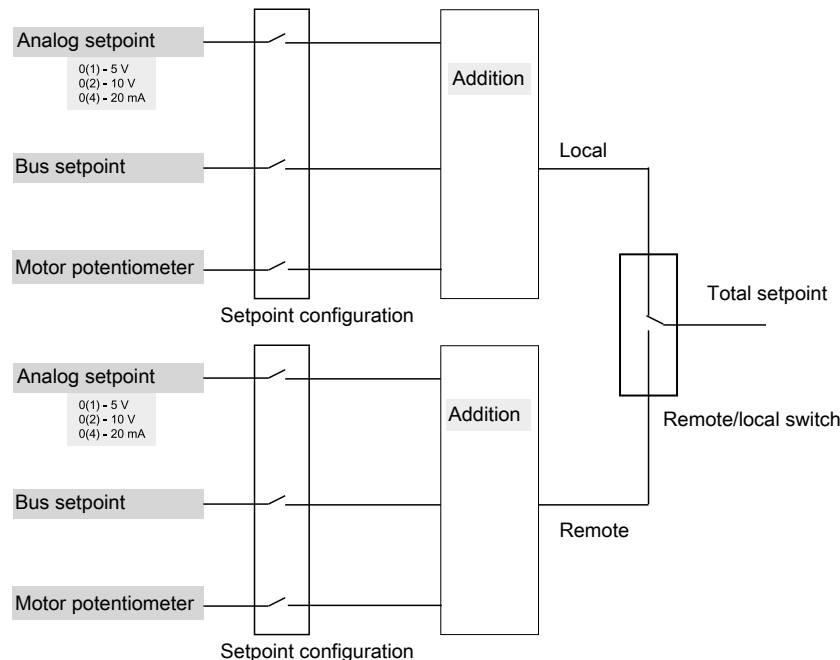 Analog setpoint
0(1) - 5 V
0(2) - 10 V
0(4) - 20 mA
Addition
Bus setpoint
Local
Motor potentiometer
Total setpoint
Setpoint configuration
Analog setpoint
0(1) - 5 V
0(2) - 10 V
0(4) - 20 mA
Addition
Remote/local switch
Bus setpoint
Remote
Motor potentiometer
Setpoint configuration